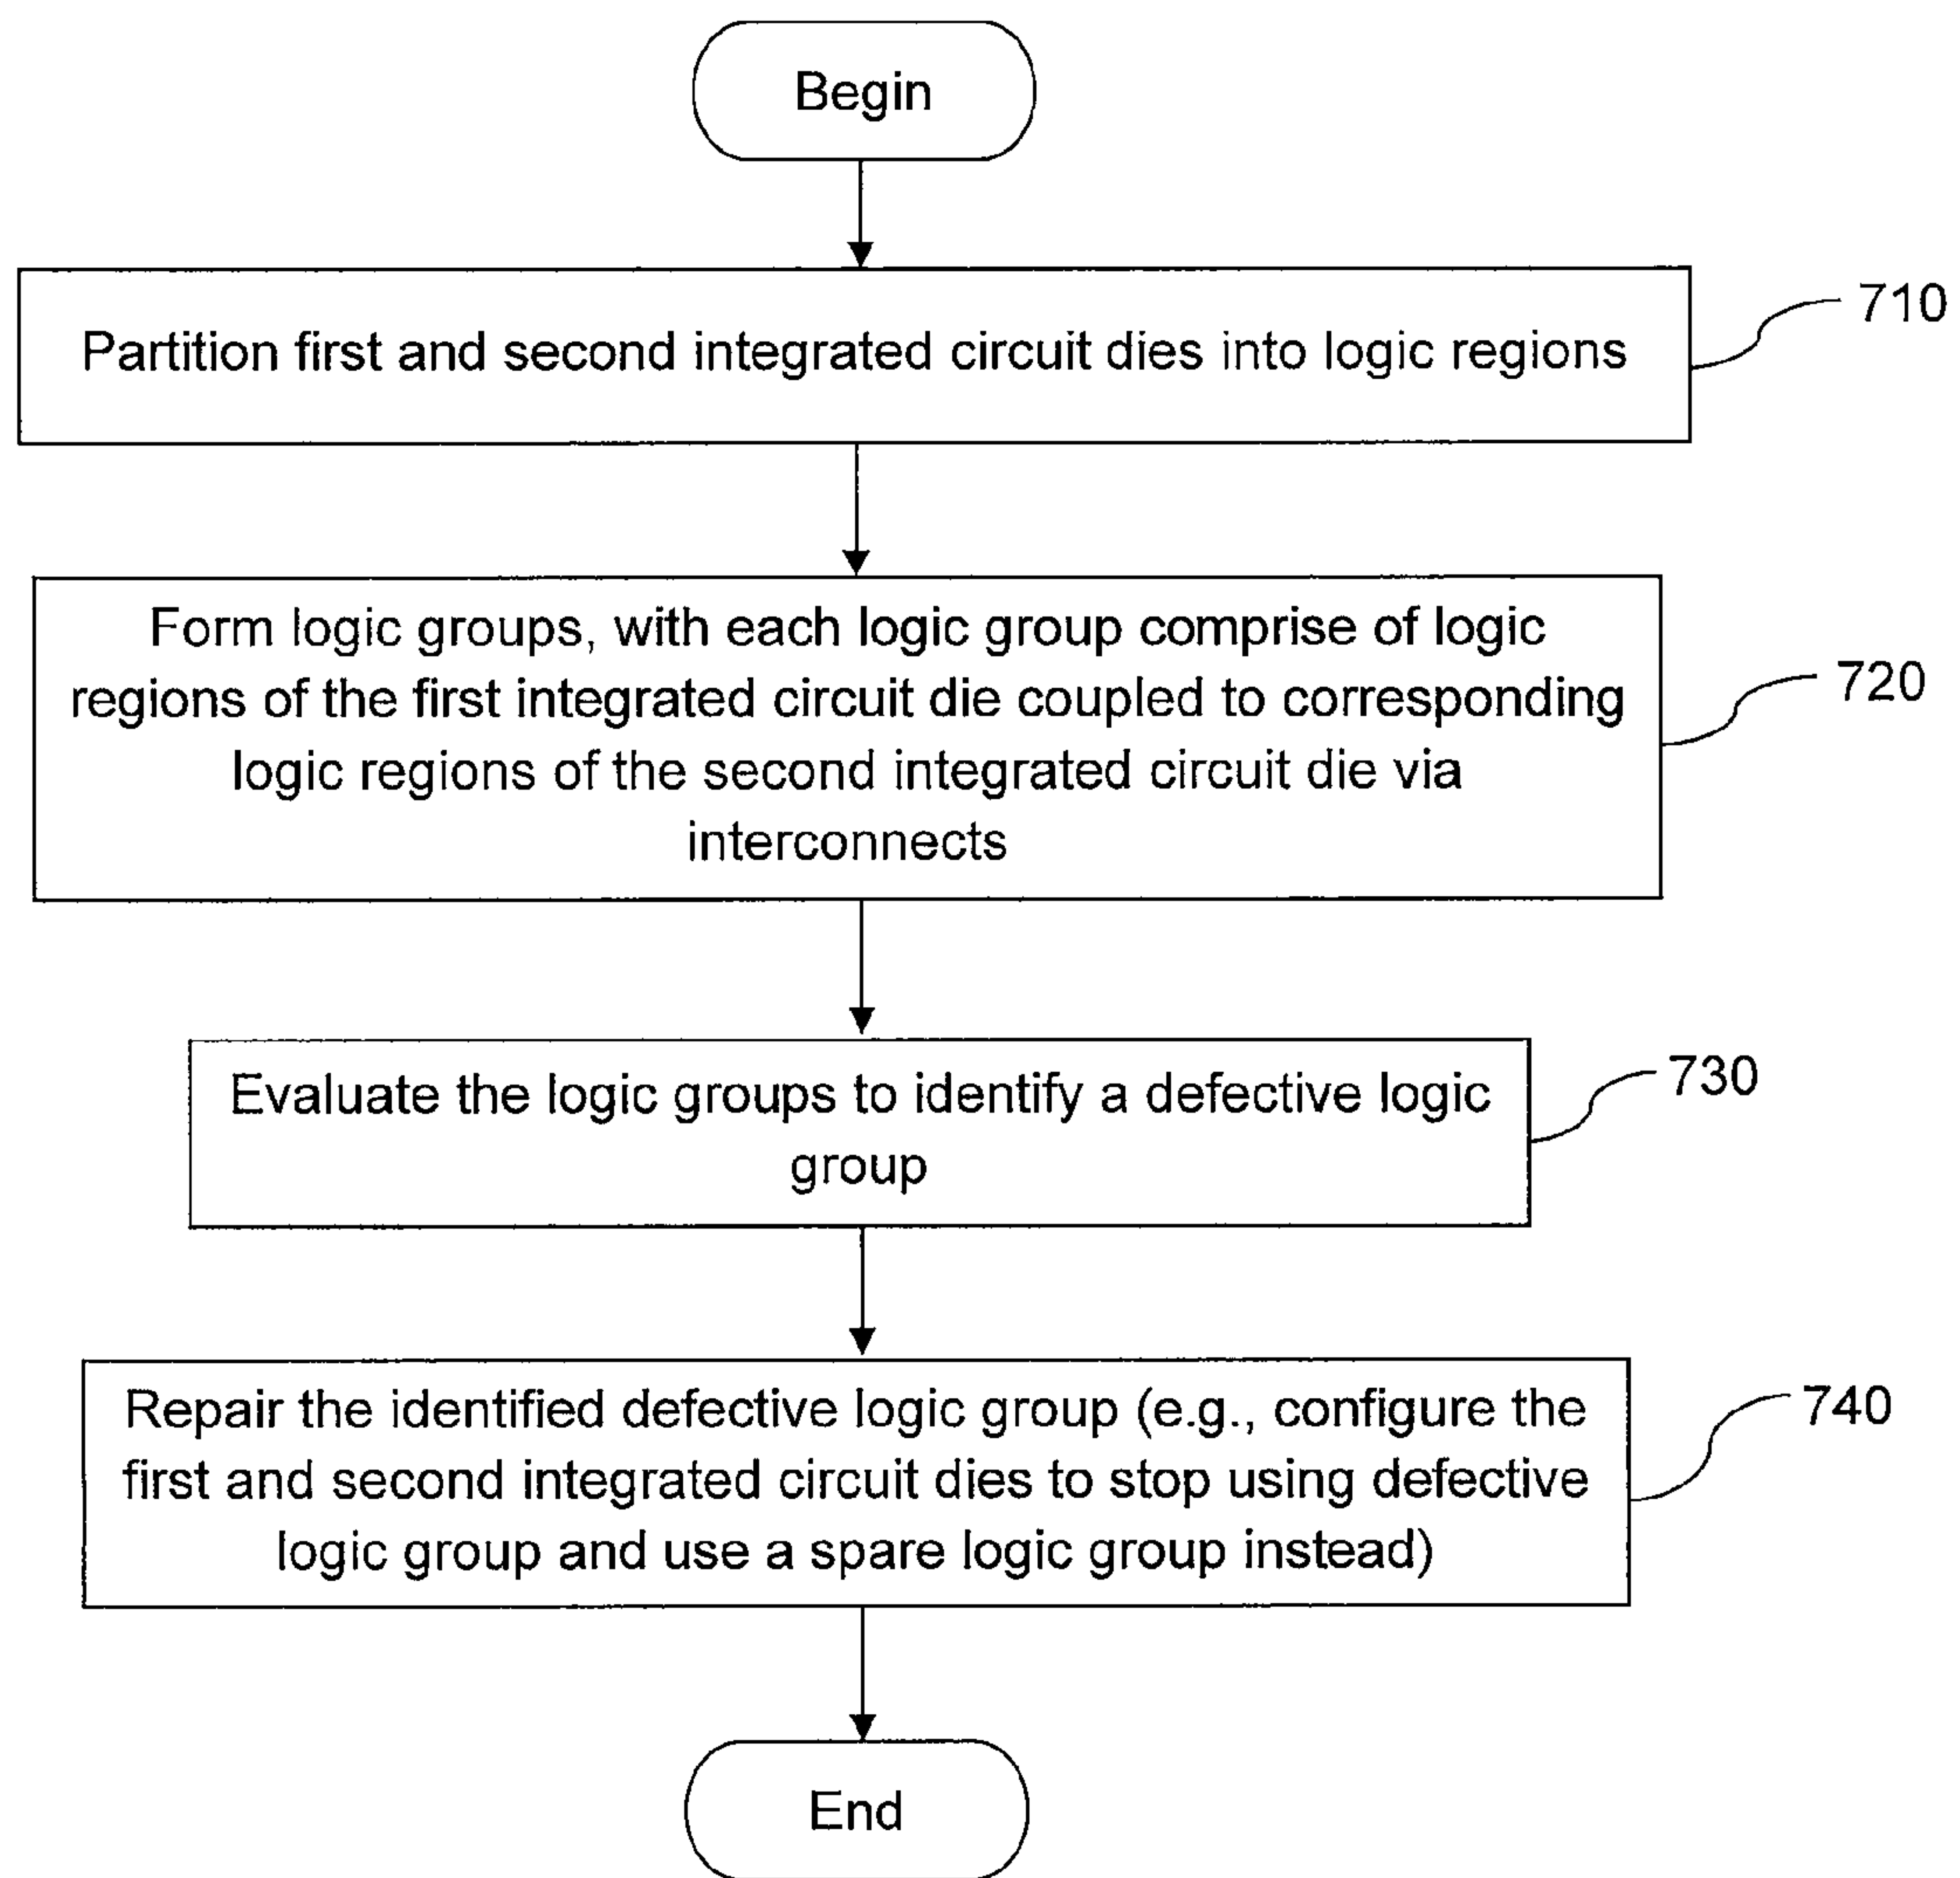 Begin
Partition first and second integrated circuit dies into logic regions
710
Form logic groups, with each logic group comprise of logic
regions of the first integrated circuit die coupled to corresponding
logic regions of the second integrated circuit die via
interconnects
720
Evaluate the logic groups to identify a defective logic
group
730
Repair the identified defective logic group (e.g., configure the
first and second integrated circuit dies to stop using defective
logic group and use a spare logic group instead)
740
End